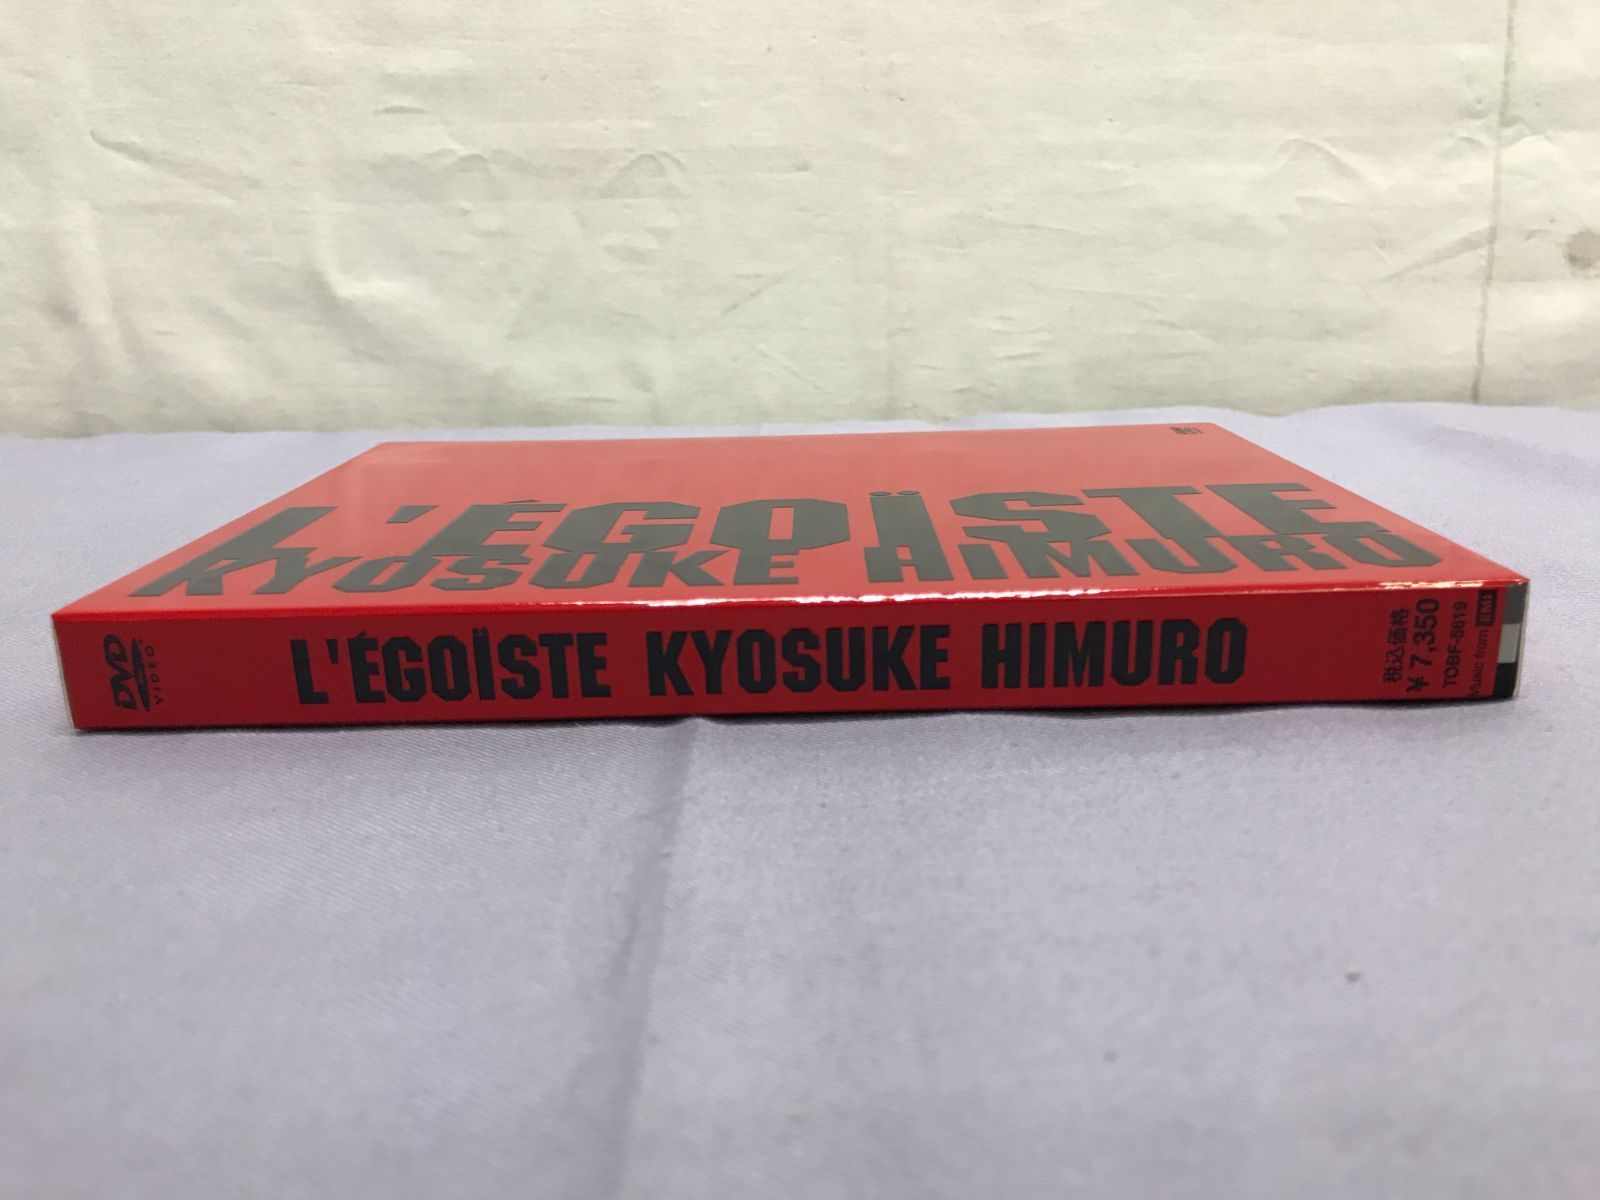 L'ÉGOÏSTE
KYOSUKE HIMURO
DVD
VIDEO
L'ÉGOÏSTE KYOSUKE HIMURO
税込価格
¥7,350
TOBF-5619
Music from EMI